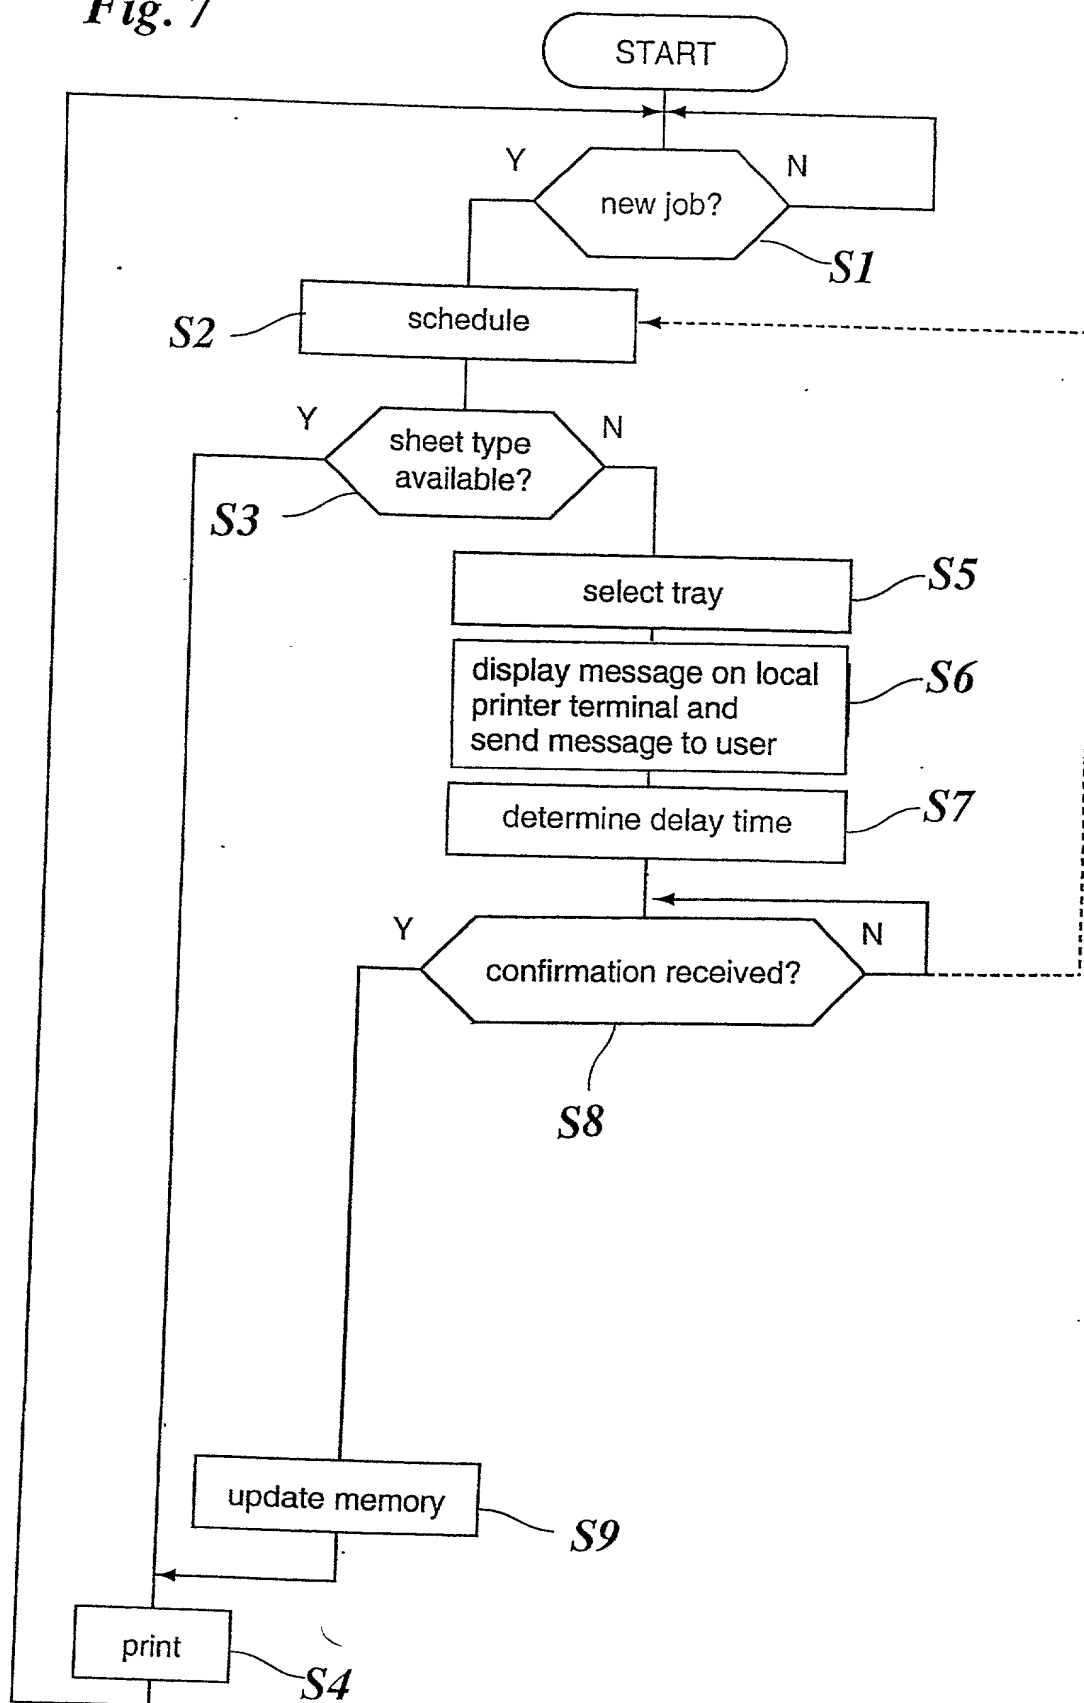 Fig. 7
START
Y
N
new job?
S1
S2
schedule
Y
N
sheet type
available?
S3
select tray
S5
display message on local
printer terminal and
send message to user
S6
determine delay time
S7
Y
N
confirmation received?
S8
update memory
S9
print
S4